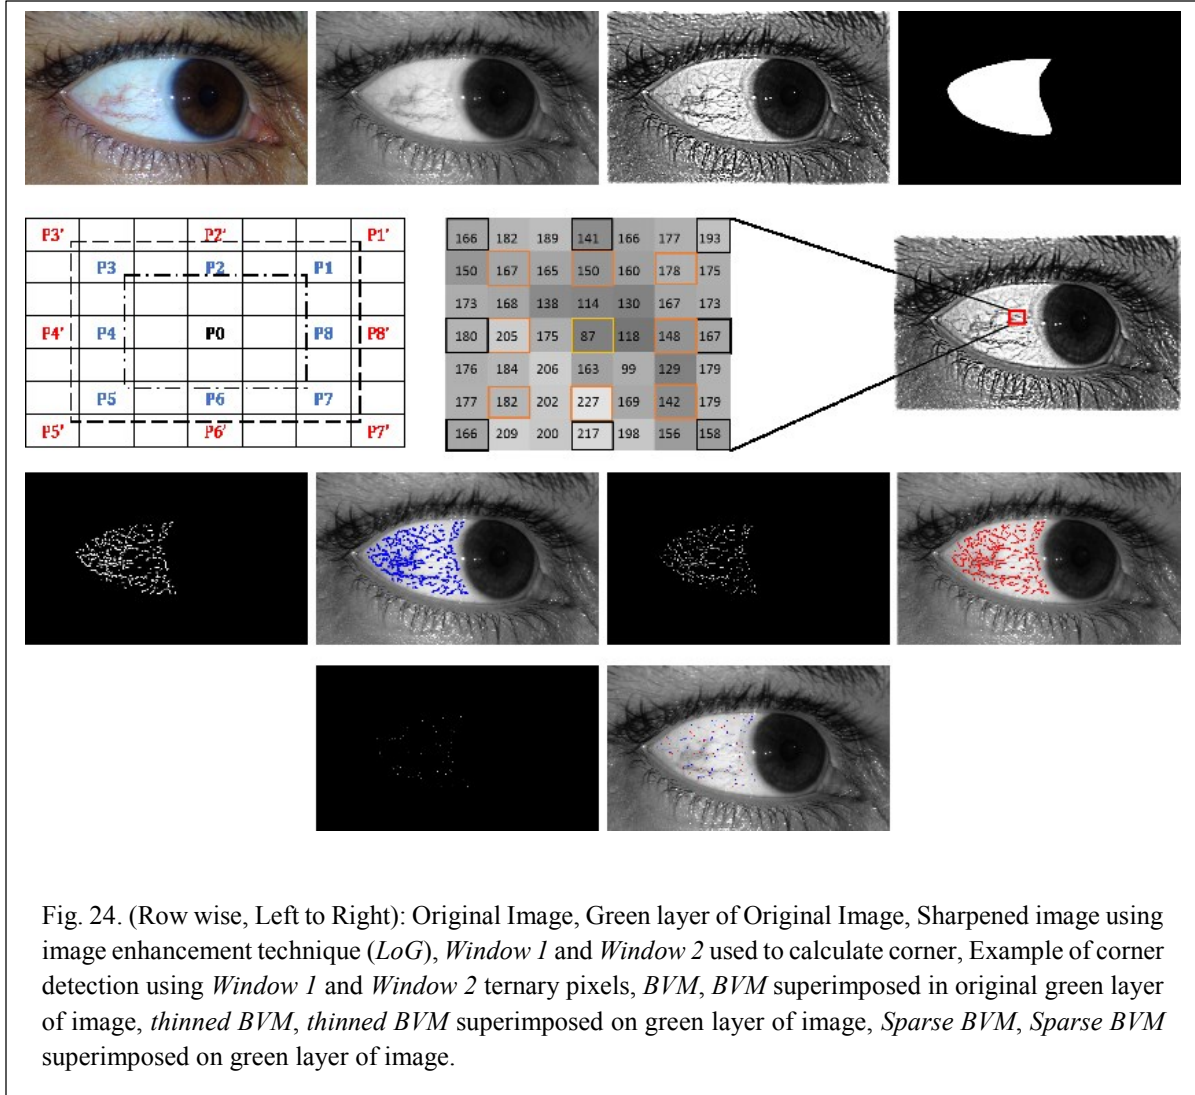 P3' P2' P1'
P3 P2 P1
P4' P4 P0 P8 P8'
P5 P6 P7
P5' P6' P7'
166 182 189 141 166 177 193
150 167 165 150 160 178 175
173 168 138 114 130 167 173
180 205 175 87 118 148 167
176 184 206 163 99 129 179
177 182 202 227 169 142 179
166 209 200 217 198 156 158
Fig. 24. (Row wise, Left to Right): Original Image, Green layer of Original Image, Sharpened image using
image enhancement technique (LoG), Window 1 and Window 2 used to calculate corner, Example of corner
detection using Window 1 and Window 2 ternary pixels, BVM, BVM superimposed in original green layer
of image, thinned BVM, thinned BVM superimposed on green layer of image, Sparse BVM, Sparse BVM
superimposed on green layer of image.